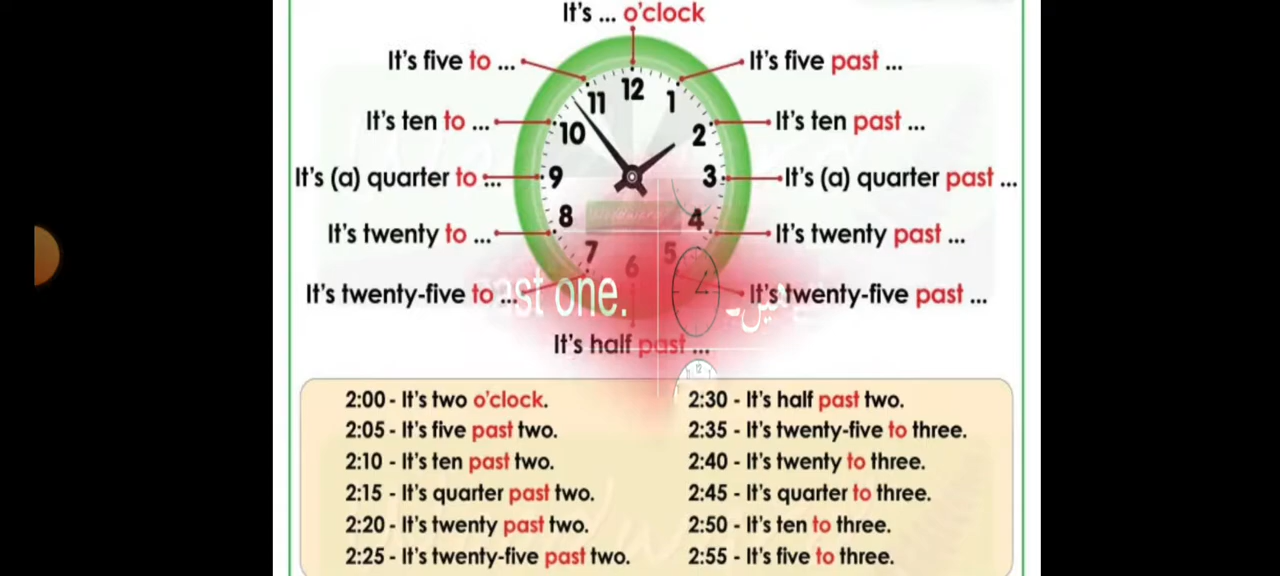 It's ... o'clock
It's five to ... It's five past ...
11 12 1
It's ten to ... 10 2 It's ten past ...
It's (a) quarter to ... 9 3 It's (a) quarter past ...
8 4
It's twenty to ... It's twenty past ...
7 6 5
It's twenty-five to ... It's twenty-five past ...
past one. ہیں۔
It's half past ...
12
2:00 - It's two o'clock. 2:30 - It's half past two.
2:05 - It's five past two. 2:35 - It's twenty-five to three.
2:10 - It's ten past two. 2:40 - It's twenty to three.
2:15 - It's quarter past two. 2:45 - It's quarter to three.
2:20 - It's twenty past two. 2:50 - It's ten to three.
2:25 - It's twenty-five past two. 2:55 - It's five to three.